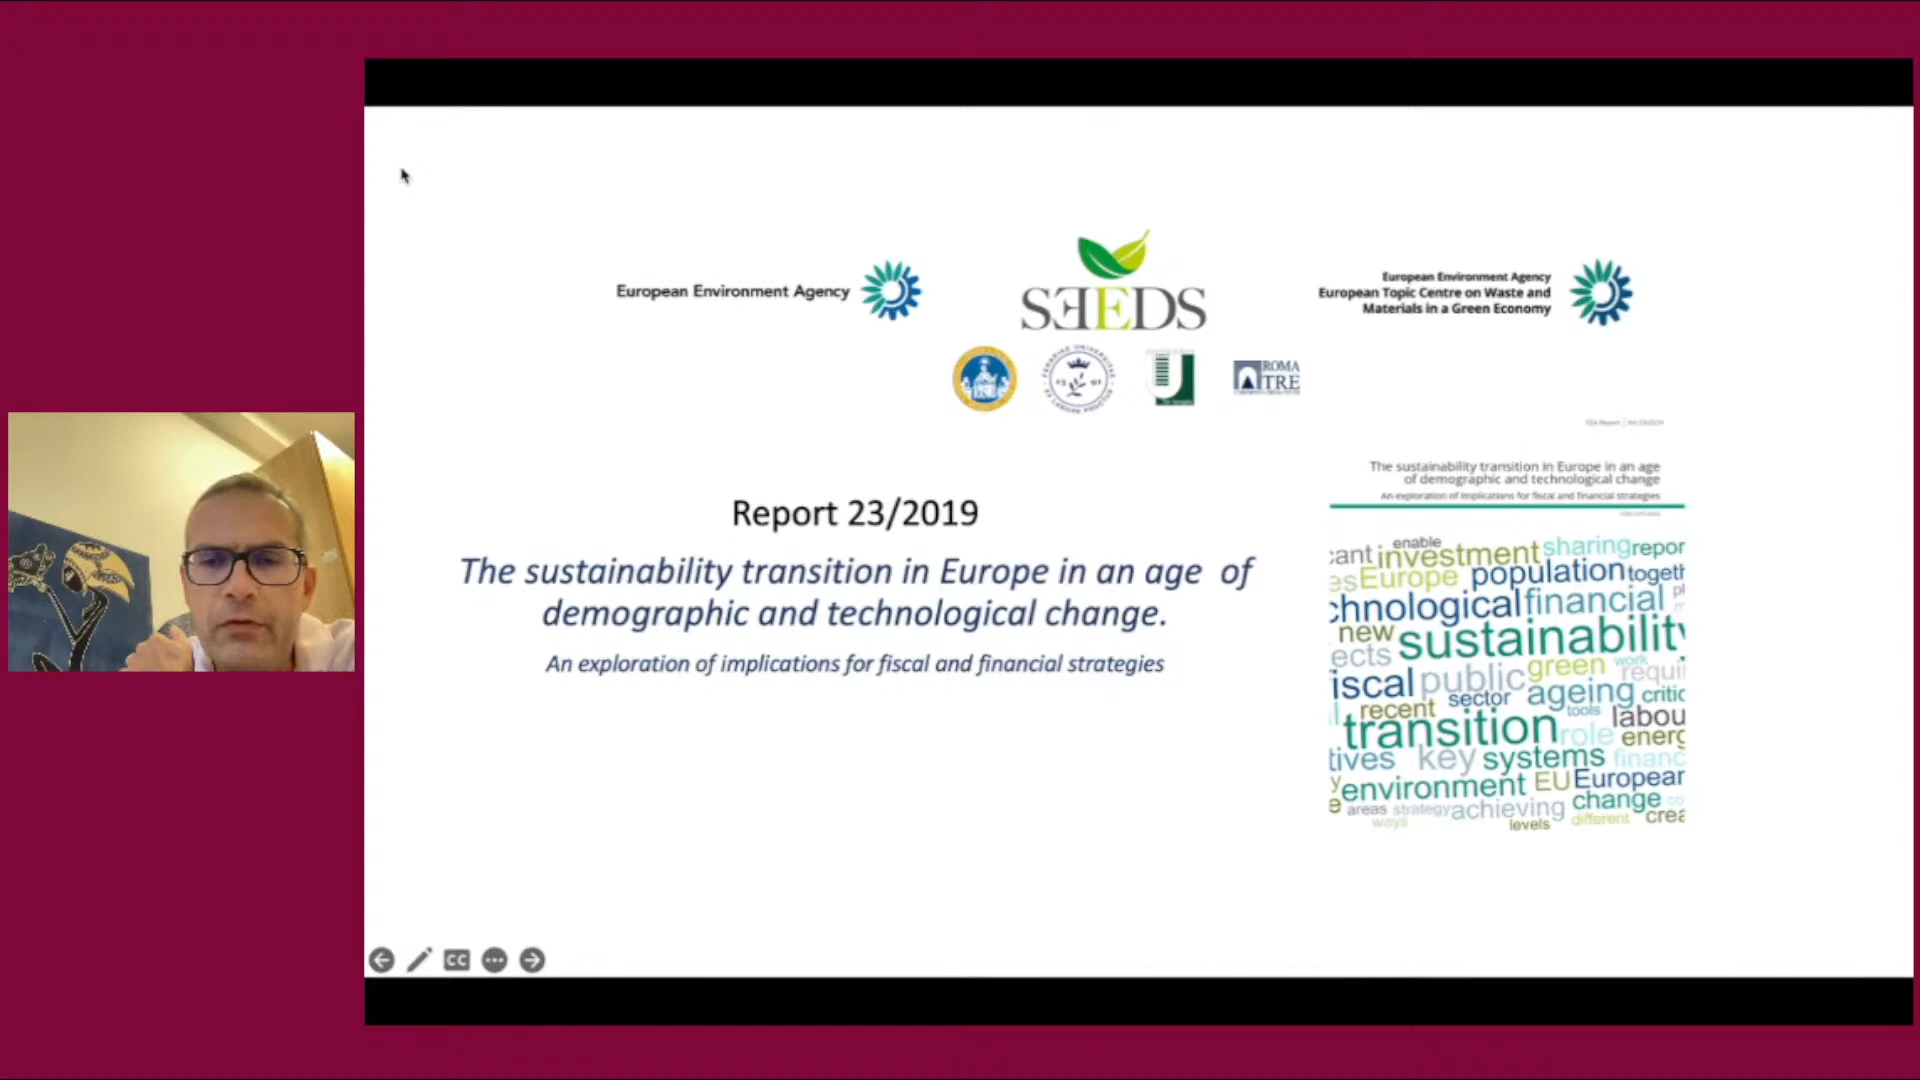 European Environment Agency
SEEDS
European Environment Agency
European Topic Centre on Waste and
Materials in a Green Economy
ROMA
TRE
Report 23/2019
The sustainability transition in Europe in an age of
demographic and technological change.
An exploration of implications for fiscal and financial strategies
The sustainability transition in Europe in an age
of demographic and technological change
An exploration of implications for fiscal and financial strategies
enable
cant investment sharing repor
es Europe population togeth
chnological financial
new sustainability
ects green work
iscal public requi
sector ageing critic
recent tools labou
transition role energ
tives key systems financ
environment EU European
areas strategy achieving change
ways levels different crea
CC